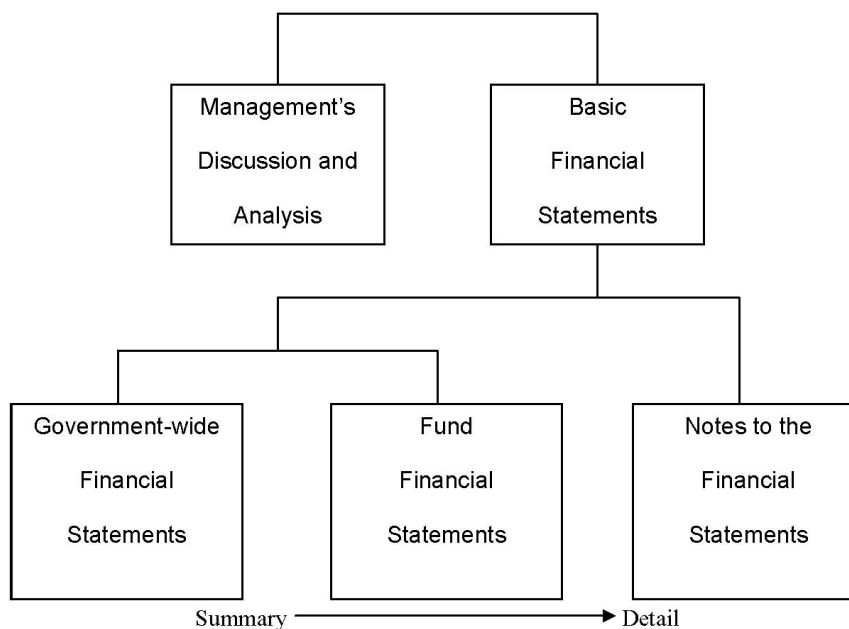 Management’s
Discussion and
Analysis
Basic
Financial
Statements
Government-wide
Financial
Statements
Fund
Financial
Statements
Notes to the
Financial
Statements
Summary
Detail